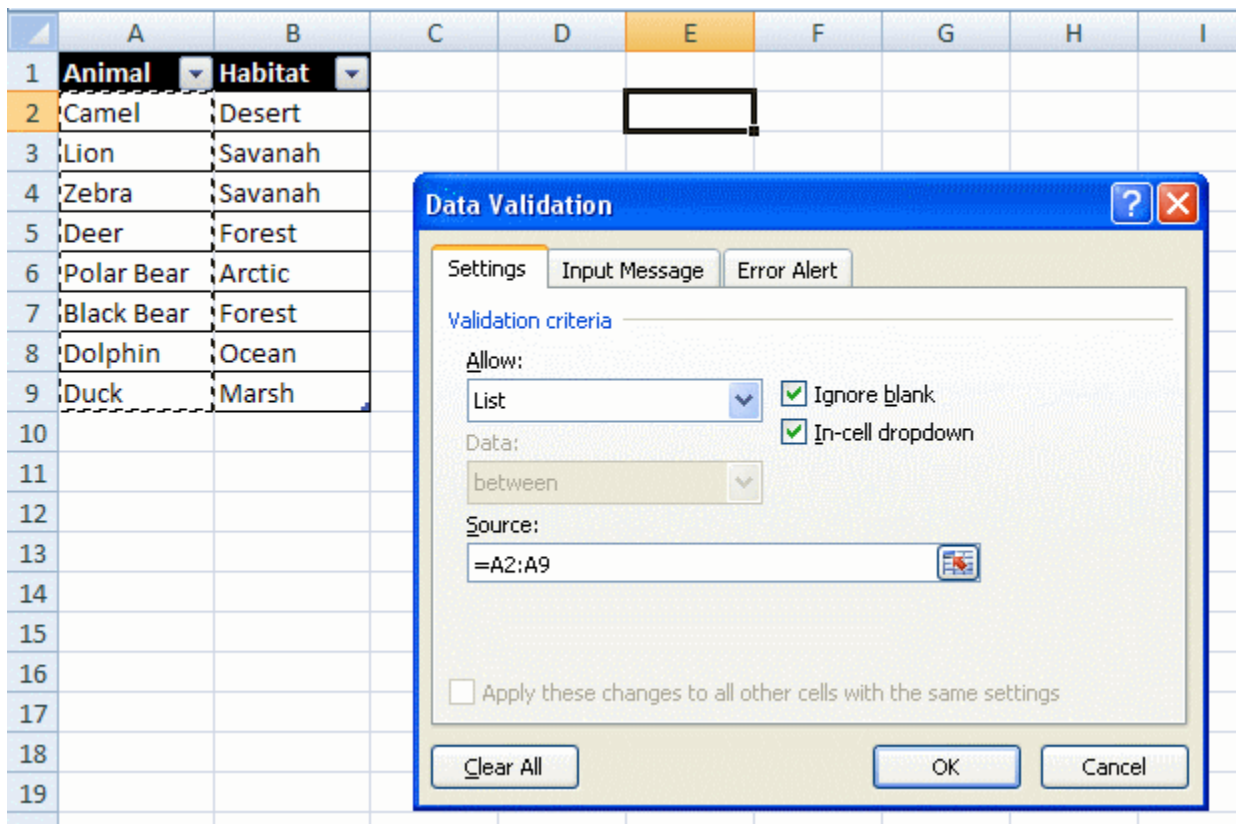 A B C D E F G H I
1 Animal Habitat
2 Camel Desert
3 Lion Savanah
4 Zebra Savanah
5 Deer Forest
6 Polar Bear Arctic
7 Black Bear Forest
8 Dolphin Ocean
9 Duck Marsh
10
11
12
13
14
15
16
17
18
19
Data Validation
Settings Input Message Error Alert
Validation criteria
Allow:
List Ignore blank
In-cell dropdown
Data:
between
Source:
=A2:A9
Apply these changes to all other cells with the same settings
Clear All OK Cancel